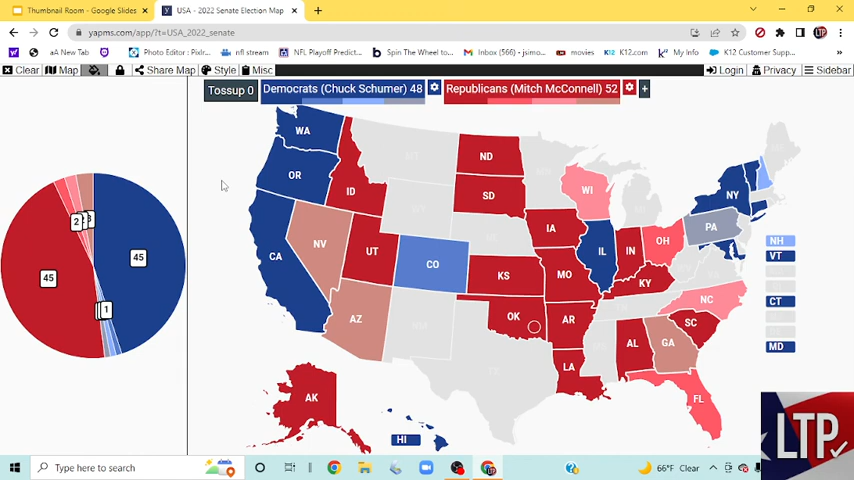 Thumbnail Room - Google Slides
USA - 2022 Senate Election Map
yapms.com/app/?t=USA_2022_senate
aA New Tab
Photo Editor : Pixlr...
nfl stream
NFL Playoff Predict...
Spin The Wheel to...
Inbox (566) - jsimo...
movies
K12.com
My Info
K12 Customer Supp...
Clear
Map
Share Map
Style
Misc
Login
Privacy
Sidebar
Tossup 0
Democrats (Chuck Schumer) 48
Republicans (Mitch McConnell) 52
+
WA
OR
CA
ID
NV
UT
AZ
CO
ND
SD
KS
OK
IA
MO
AR
LA
WI
IL
IN
OH
KY
AL
GA
FL
SC
NC
PA
NY
AK
HI
NH
VT
CT
MD
45
45
2
1
LTP
Type here to search
66°F Clear